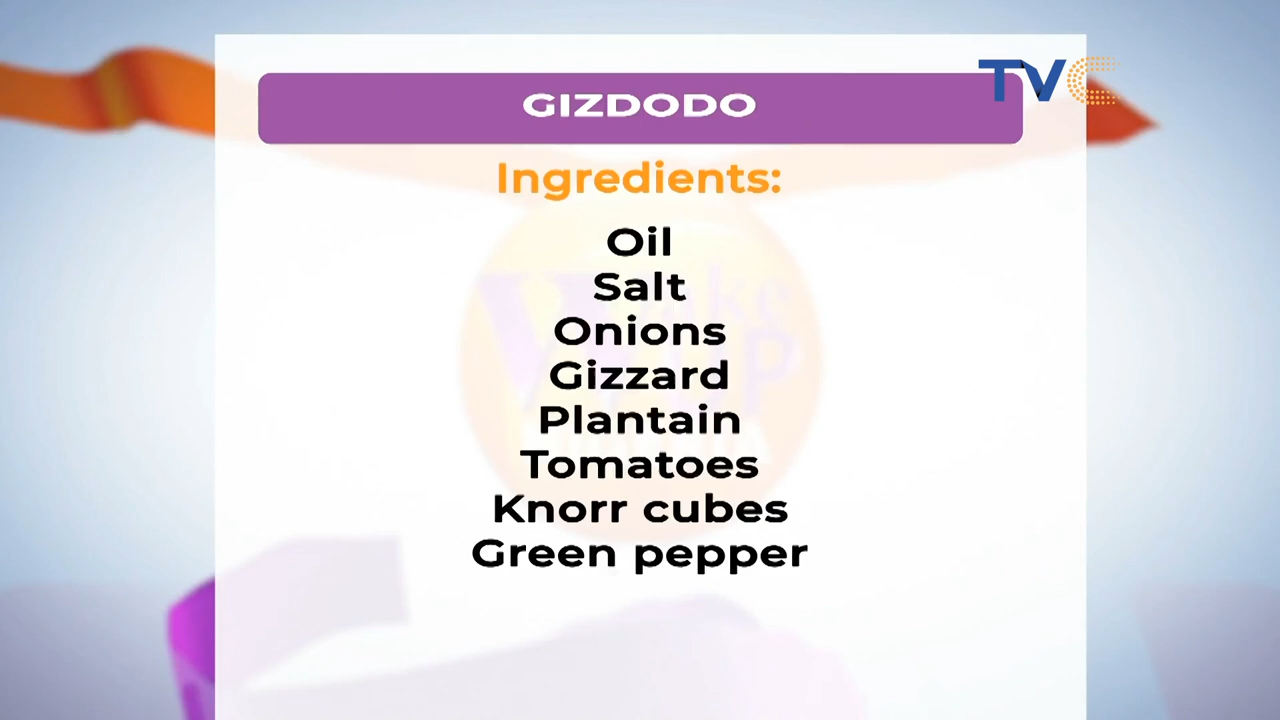 TVC
GIZDODO
Ingredients:
Oil
Salt
Onions
Gizzard
Plantain
Tomatoes
Knorr cubes
Green pepper